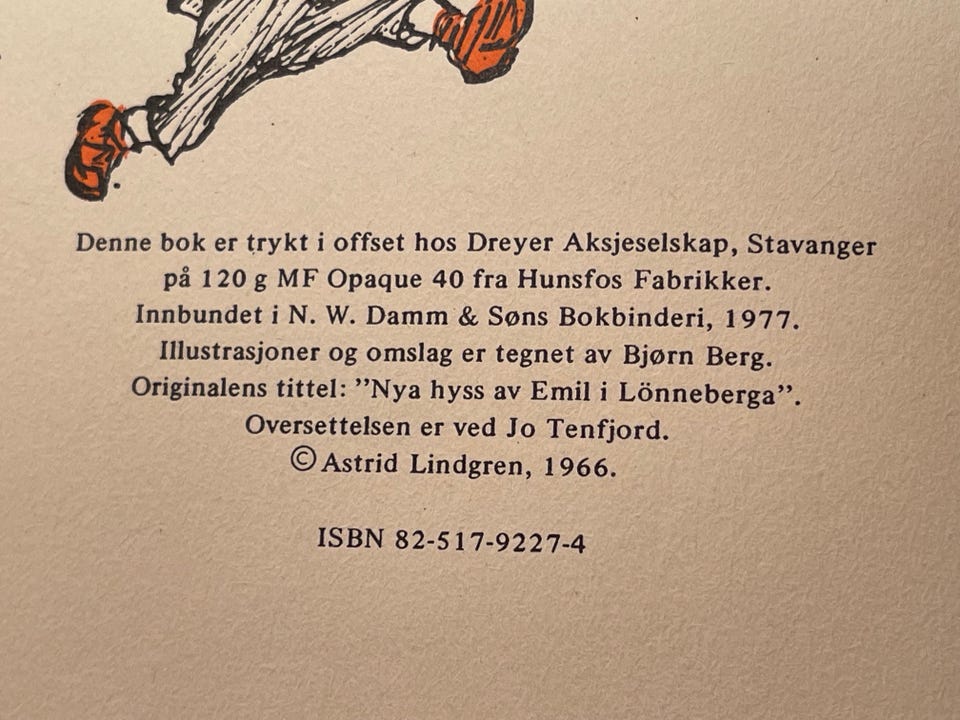 Denne bok er trykt i offset hos Dreyer Aksjeselskap, Stavanger
på 120 g MF Opaque 40 fra Hunsfos Fabrikker.
Innbundet i N. W. Damm & Søns Bokbinderi, 1977.
Illustrasjoner og omslag er tegnet av Bjørn Berg.
Originalens tittel: ”Nya hyss av Emil i Lönneberga”.
Oversettelsen er ved Jo Tenfjord.
© Astrid Lindgren, 1966.
ISBN 82-517-9227-4